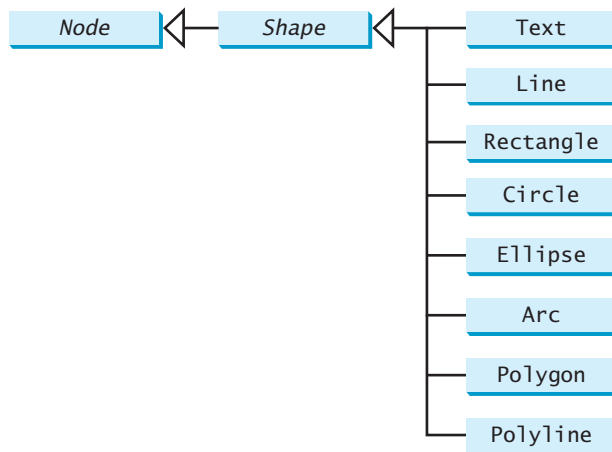 Node
Shape
Text
Line
Rectangle
Circle
Ellipse
Arc
Polygon
Polyline